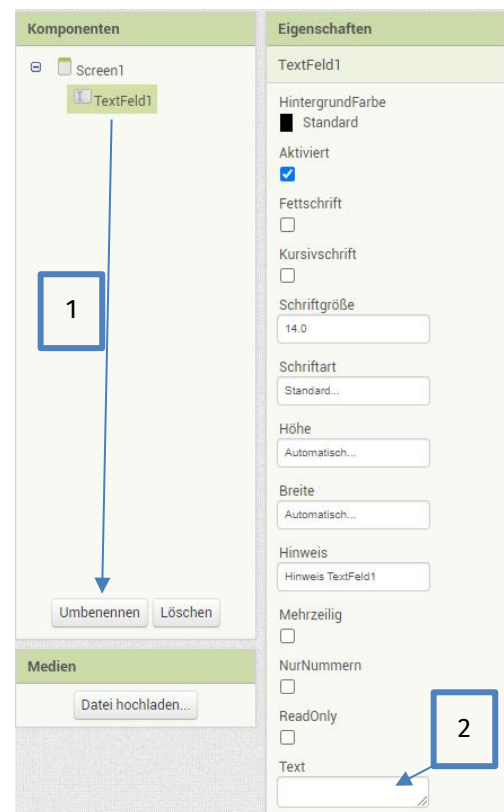 Komponenten
Screen1
TextFeld1
1
Umbenennen Löschen
Medien
Datei hochladen...
Eigenschaften
TextFeld1
HintergrundFarbe
Standard
Aktiviert
Fettschrift
Kursivschrift
Schriftgröße
14.0
Schriftart
Standard...
Höhe
Automatisch...
Breite
Automatisch...
Hinweis
Hinweis TextFeld1
Mehrzeilig
NurNummern
ReadOnly
2
Text